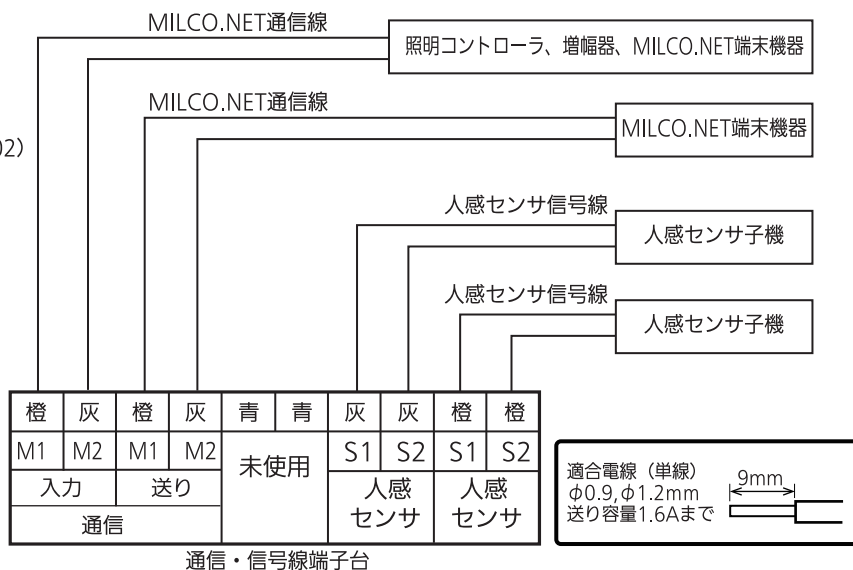 MILCO.NET通信線
照明コントローラ、増幅器、MILCO.NET端末機器
MILCO.NET通信線
MILCO.NET端末機器
02）
人感センサ信号線
人感センサ子機
人感センサ信号線
人感センサ子機
橙 灰 橙 灰 青 青 灰 灰 橙 橙
M1 M2 M1 M2 未使用 S1 S2 S1 S2
入力 送り 人感センサ 人感センサ
通信
通信・信号線端子台
適合電線（単線）
φ0.9,φ1.2mm
送り容量1.6Aまで
9mm